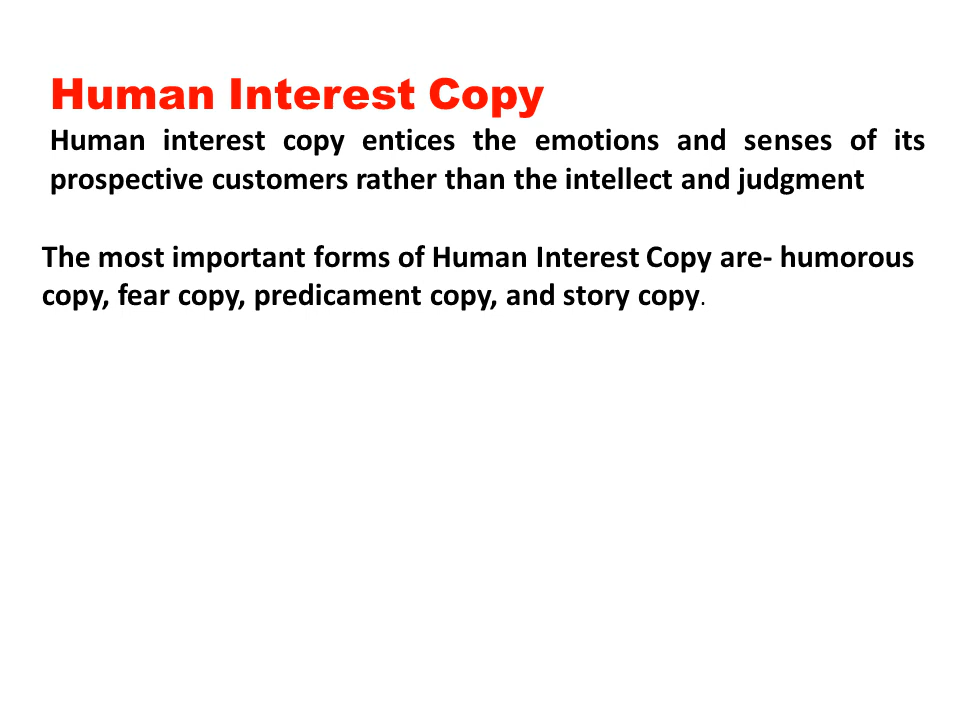 Human Interest Copy
Human interest copy entices the emotions and senses of its
prospective customers rather than the intellect and judgment
The most important forms of Human Interest Copy are- humorous
copy, fear copy, predicament copy, and story copy.